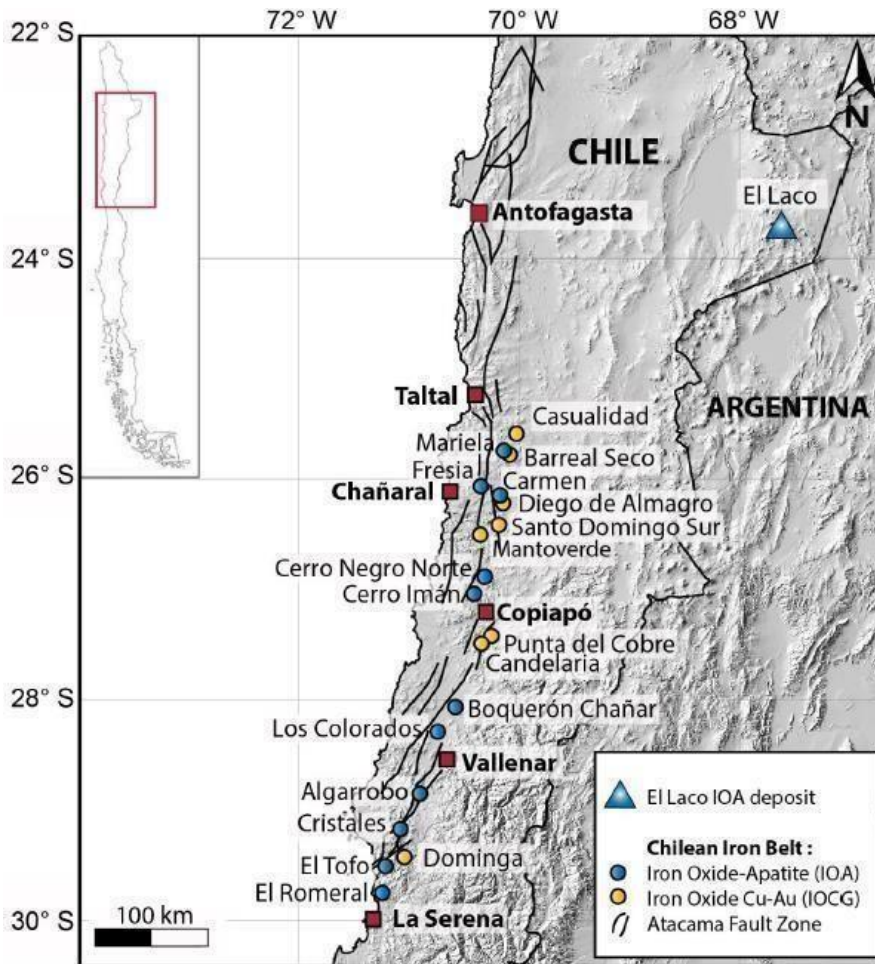 72° W
70° W
68° W
22° S
N
CHILE
El Laco
Antofagasta
24° S
Taltal
Casualidad
ARGENTINA
Mariela
Barreal Seco
26° S
Fresia
Carmen
Chañaral
Diego de Almagro
Santo Domingo Sur
Mantoverde
Cerro Negro Norte
Cerro Imán
Copiapó
Punta del Cobre
Candelaria
28° S
Boquerón Chañar
Los Colorados
Vallenar
Algarrobo
Cristales
Dominga
El Tofo
El Romeral
30° S
100 km
La Serena
El Laco IOA deposit
Chilean Iron Belt :
Iron Oxide-Apatite (IOA)
Iron Oxide Cu-Au (IOCG)
Atacama Fault Zone